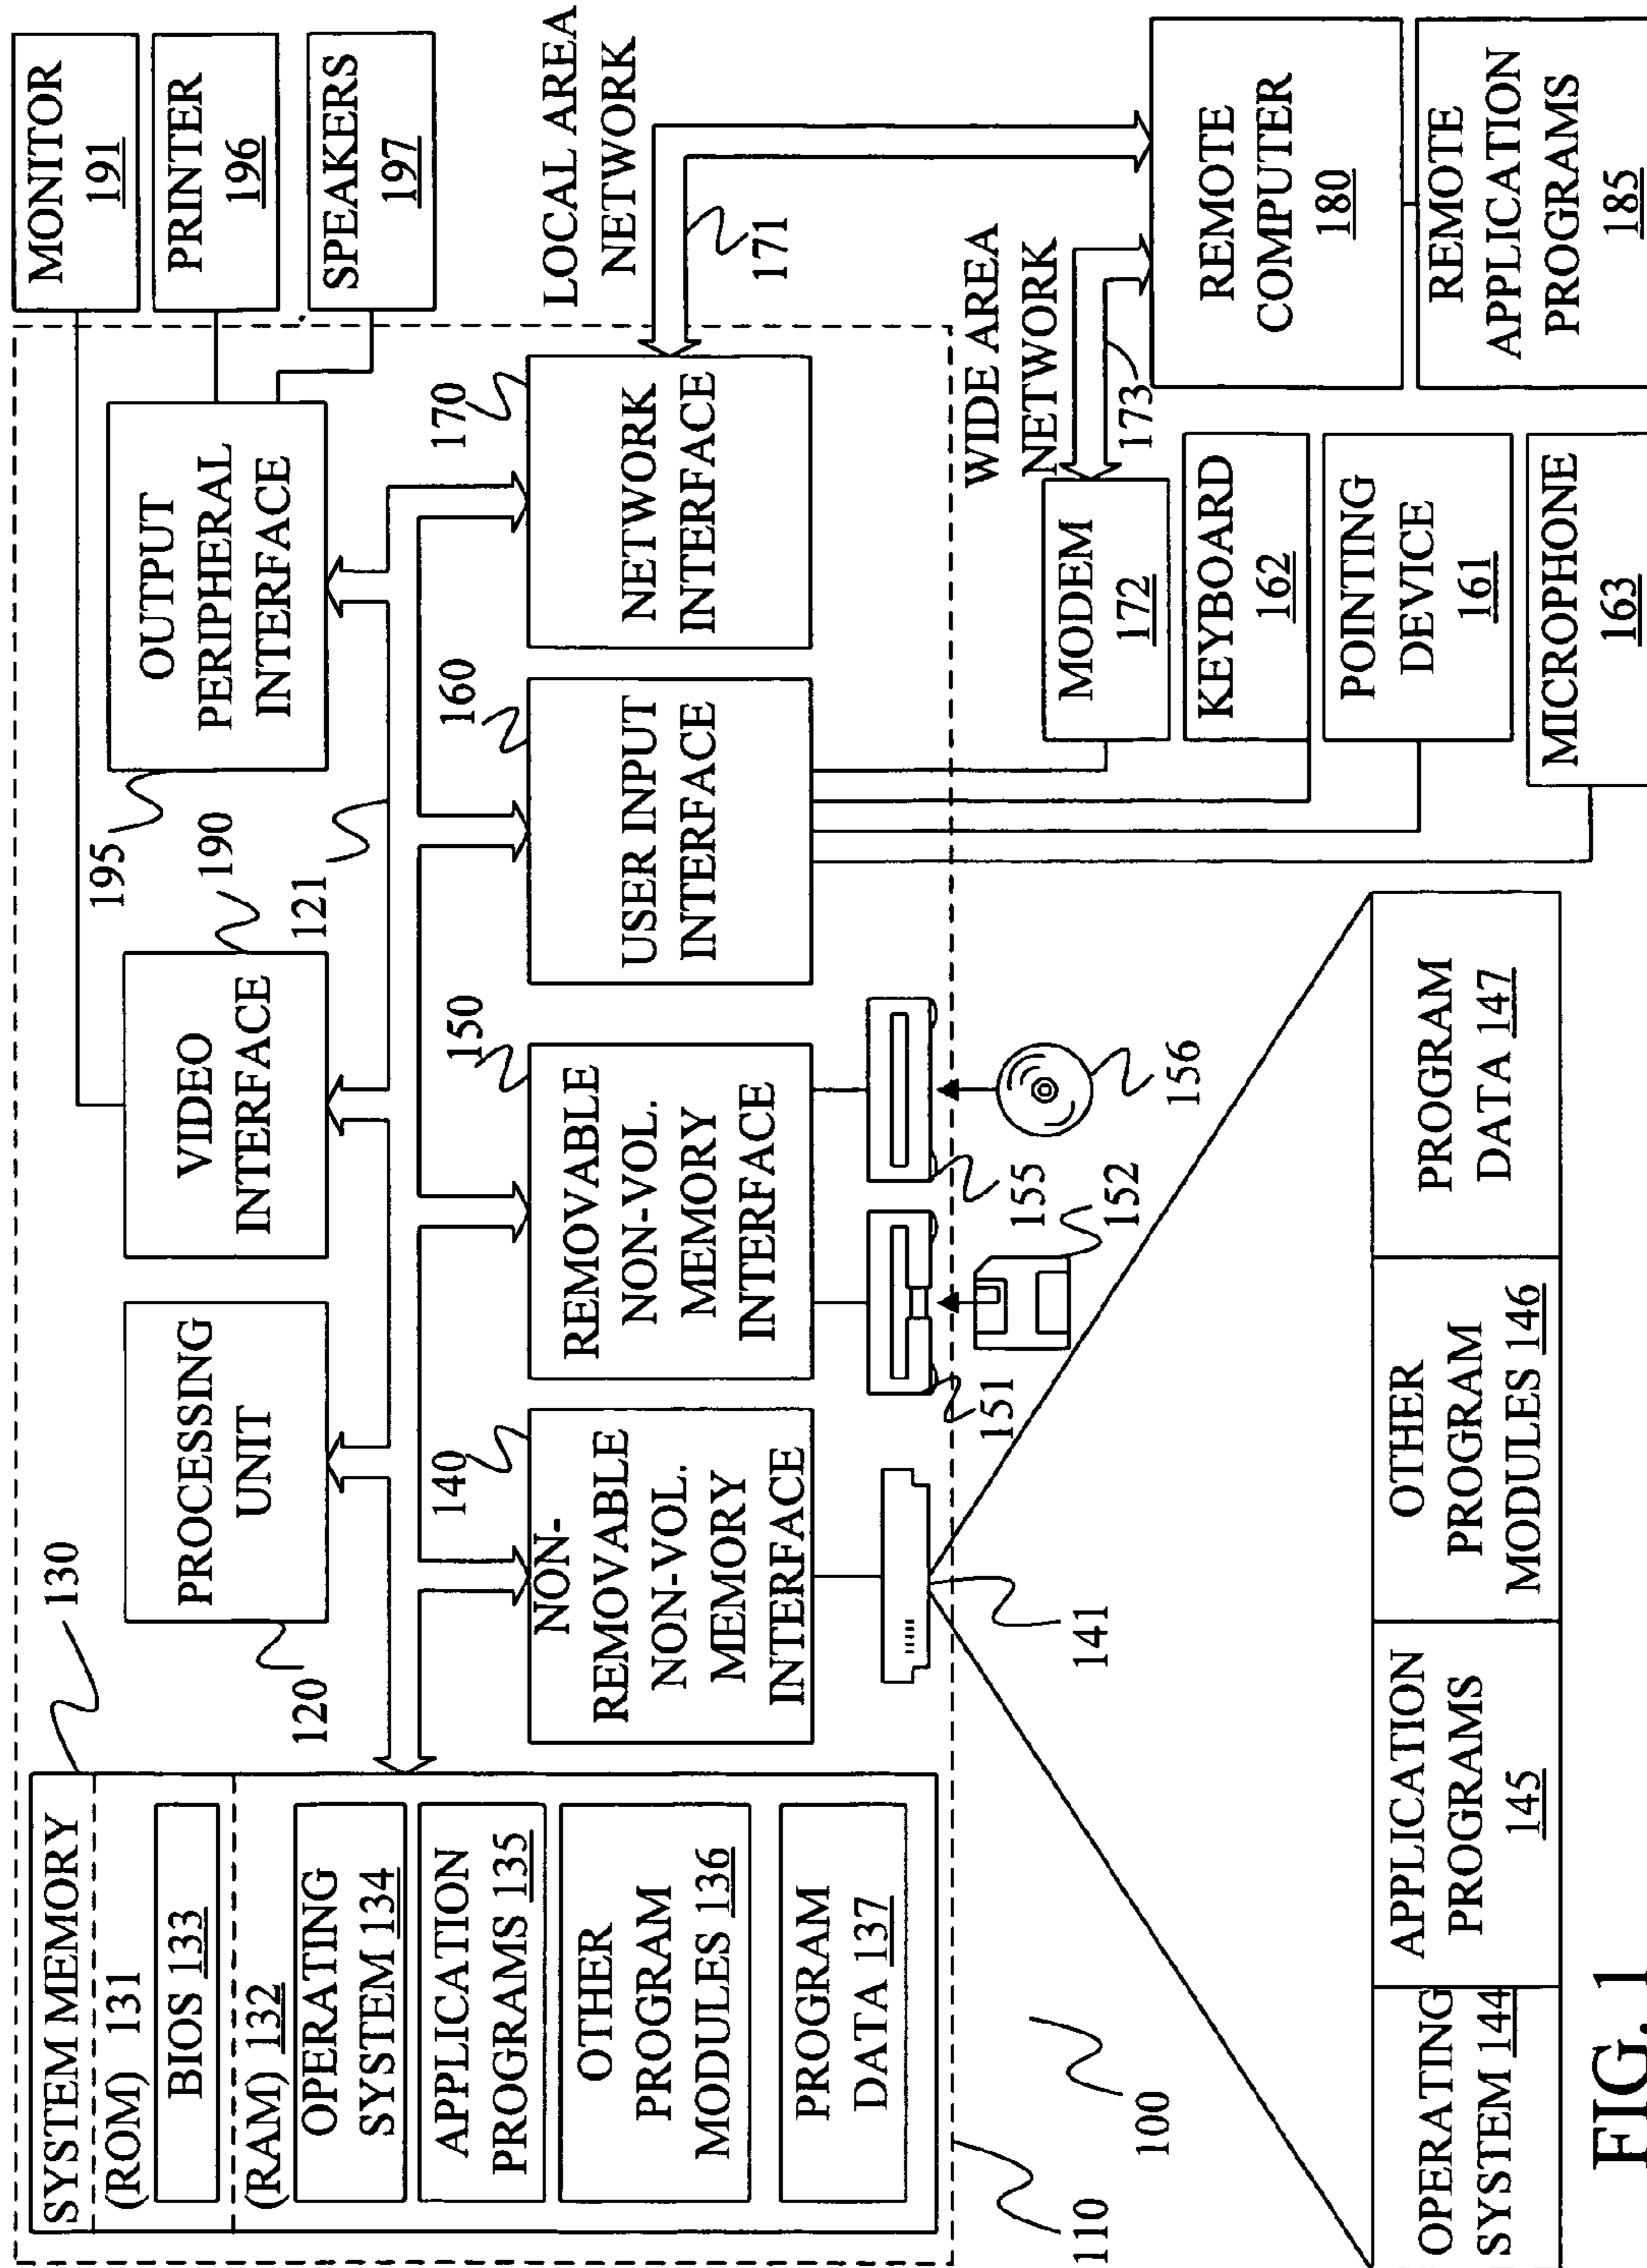 SYSTEM MEMORY
(ROM) 131
BIOS 133
(RAM) 132
OPERATING
SYSTEM 134
APPLICATION
PROGRAMS 135
OTHER
PROGRAM
MODULES 136
PROGRAM
DATA 137
130
120
PROCESSING
UNIT
VIDEO
INTERFACE
190
121
195
OUTPUT
PERIPHERAL
INTERFACE
MONITOR
191
PRINTER
196
SPEAKERS
197
140
NON-
REMOVABLE
NON-VOL.
MEMORY
INTERFACE
150
REMOVABLE
NON-VOL.
MEMORY
INTERFACE
160
USER INPUT
INTERFACE
170
NETWORK
INTERFACE
LOCAL AREA
NETWORK
171
WIDE AREA
NETWORK
173
141
151
152
155
156
MODEM
172
KEYBOARD
162
POINTING
DEVICE
161
MICROPHONE
163
REMOTE
COMPUTER
180
REMOTE
APPLICATION
PROGRAMS
185
110
100
OPERATING
SYSTEM 144
APPLICATION
PROGRAMS
145
OTHER
PROGRAM
MODULES 146
PROGRAM
DATA 147
FIG. 1